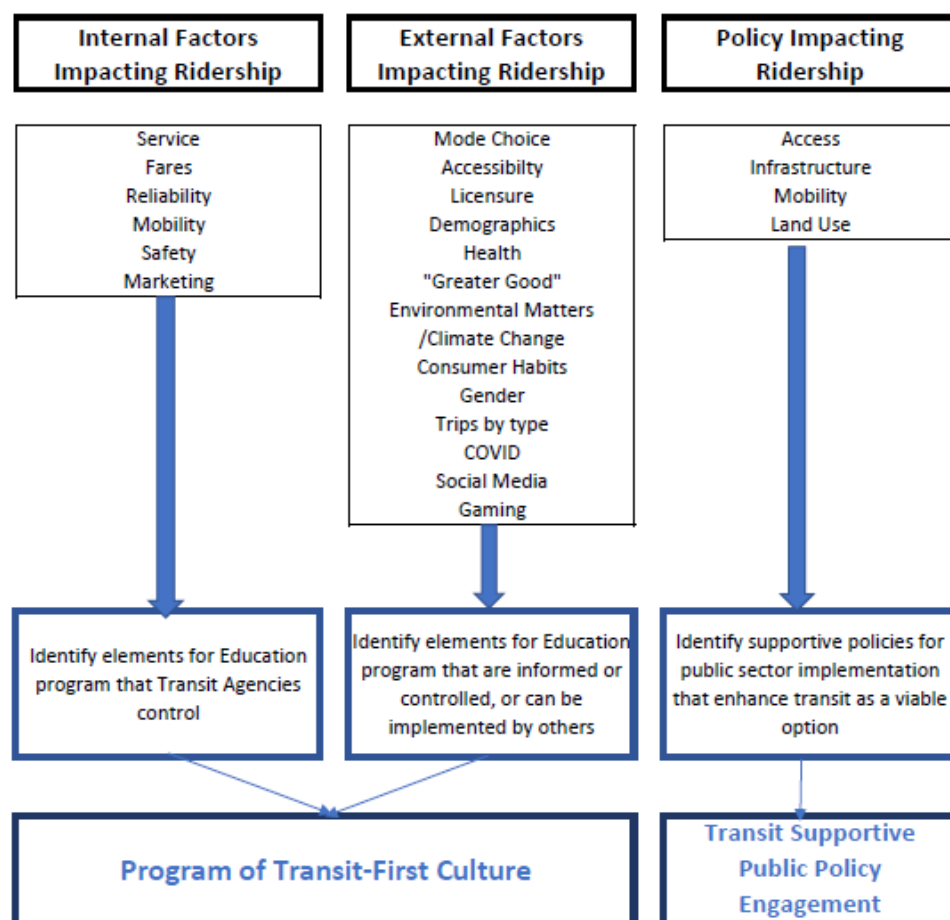 Internal Factors
Impacting Ridership
External Factors
Impacting Ridership
Policy Impacting
Ridership
Service
Fares
Reliability
Mobility
Safety
Marketing
Mode Choice
Accessibilty
Licensure
Demographics
Health
"Greater Good"
Environmental Matters
/Climate Change
Consumer Habits
Gender
Trips by type
COVID
Social Media
Gaming
Access
Infrastructure
Mobility
Land Use
Identify elements for Education
program that Transit Agencies
control
Identify elements for Education
program that are informed or
controlled, or can be
implemented by others
Identify supportive policies for
public sector implementation
that enhance transit as a viable
option
Program of Transit-First Culture
Transit Supportive
Public Policy
Engagement